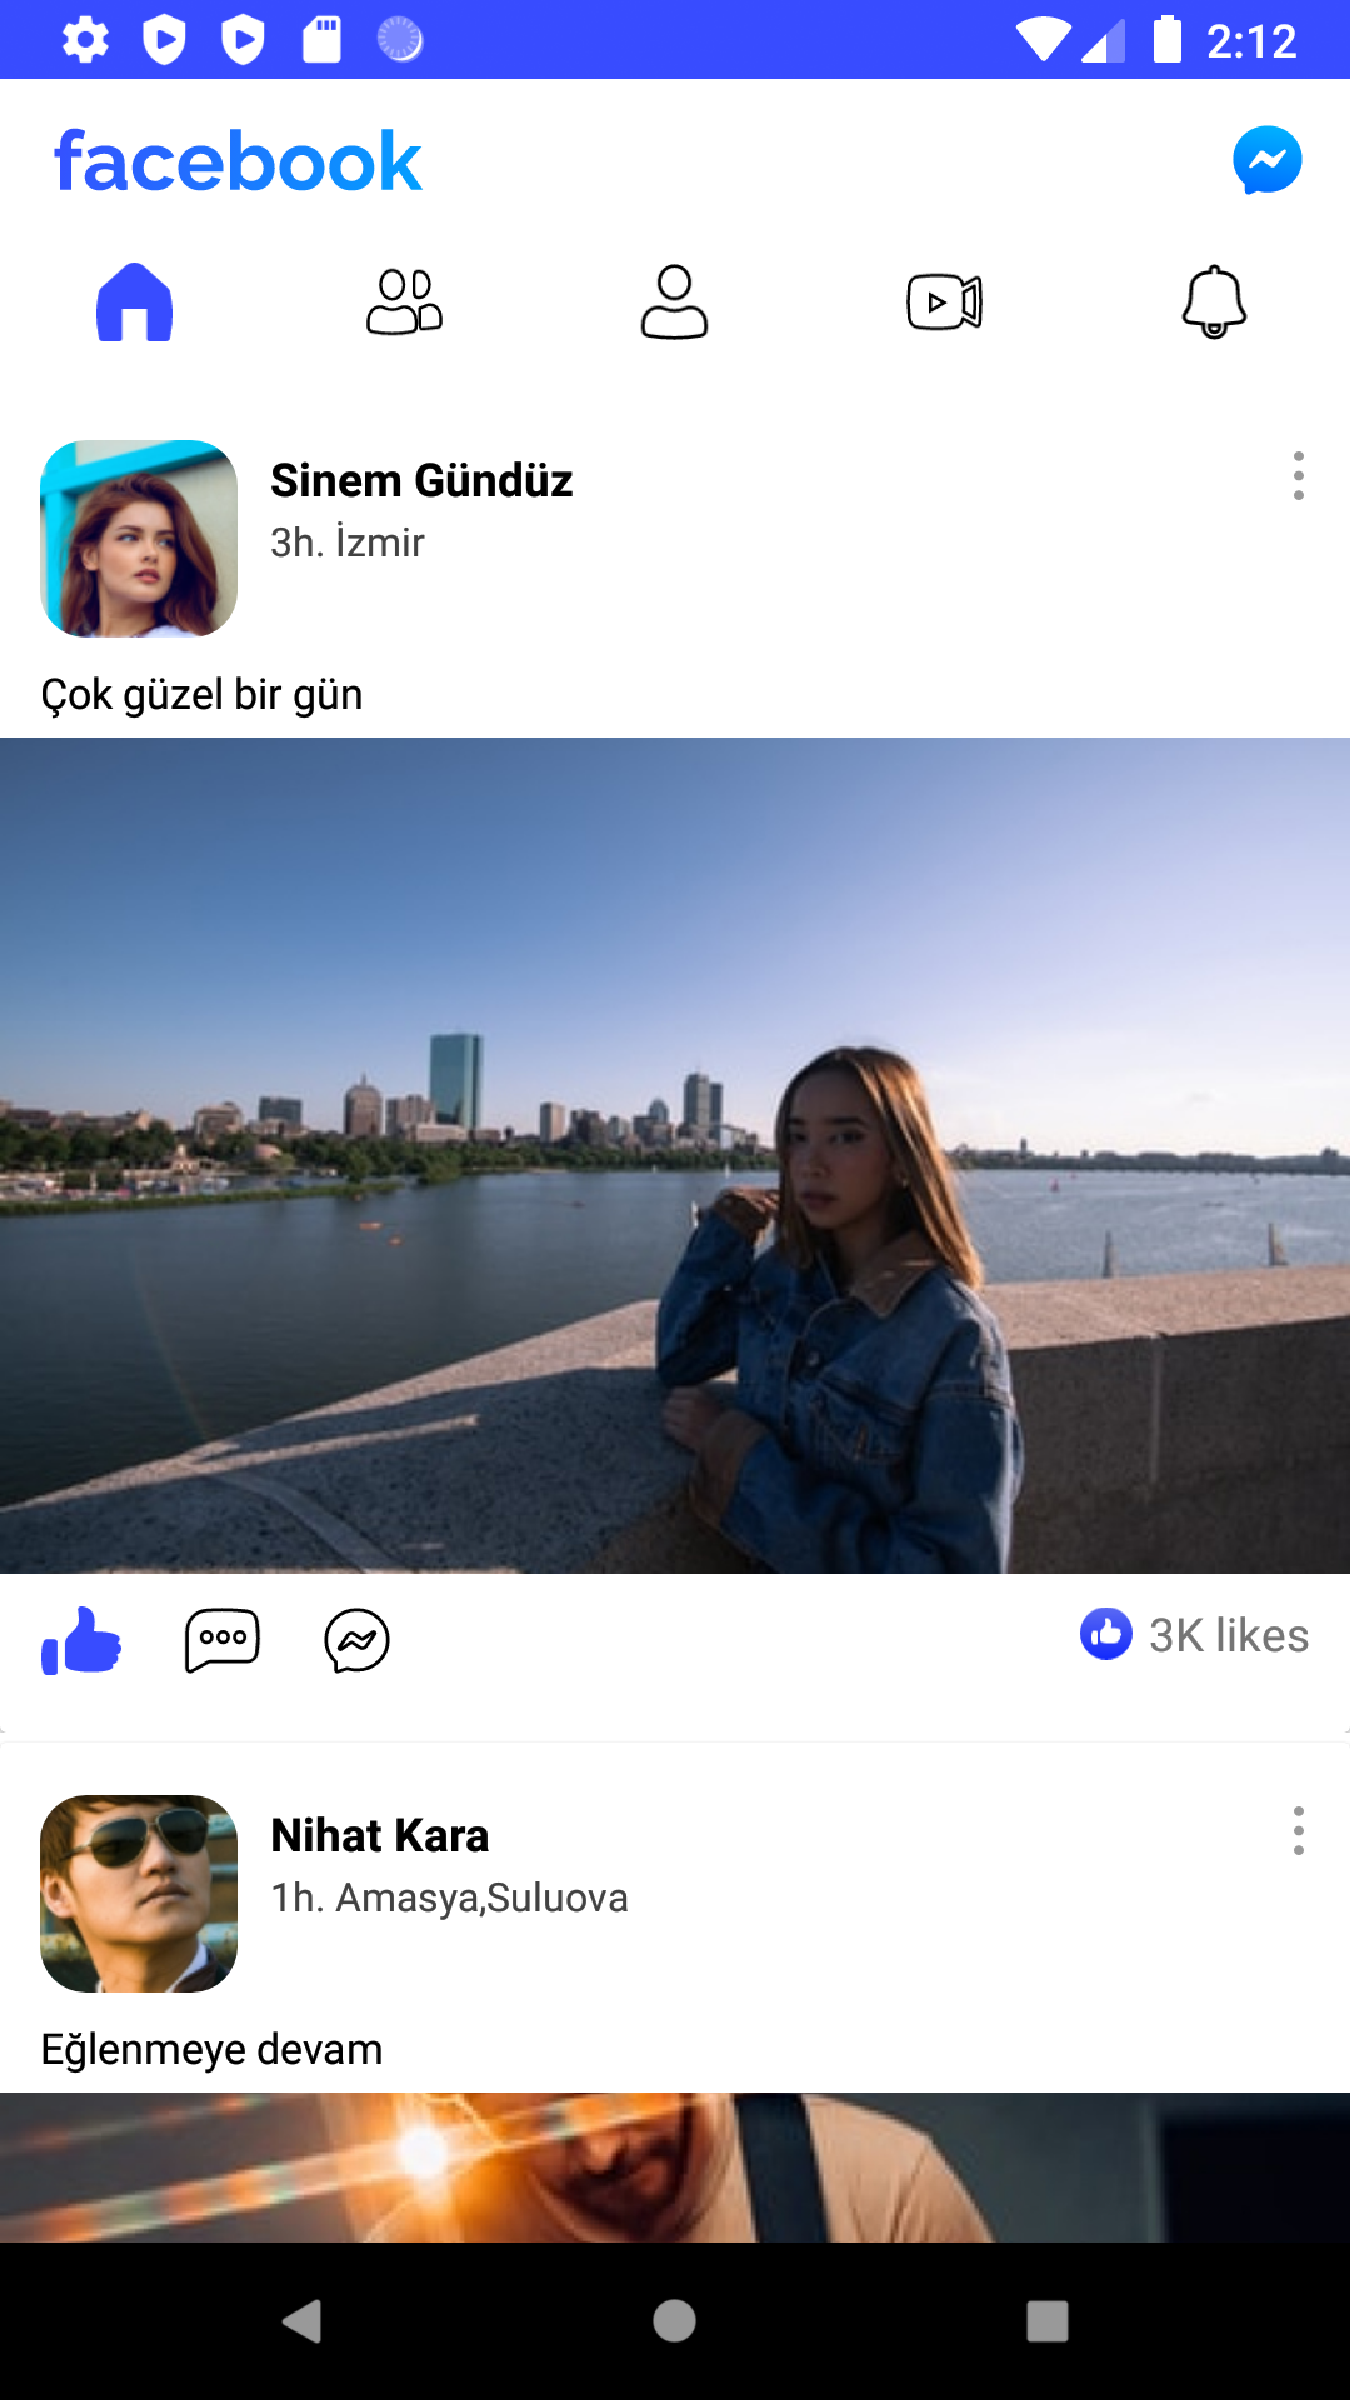 2:12
facebook
Sinem Gündüz
3h. İzmir
Çok güzel bir gün
3K likes
Nihat Kara
1h. Amasya,Suluova
Eğlenmeye devam